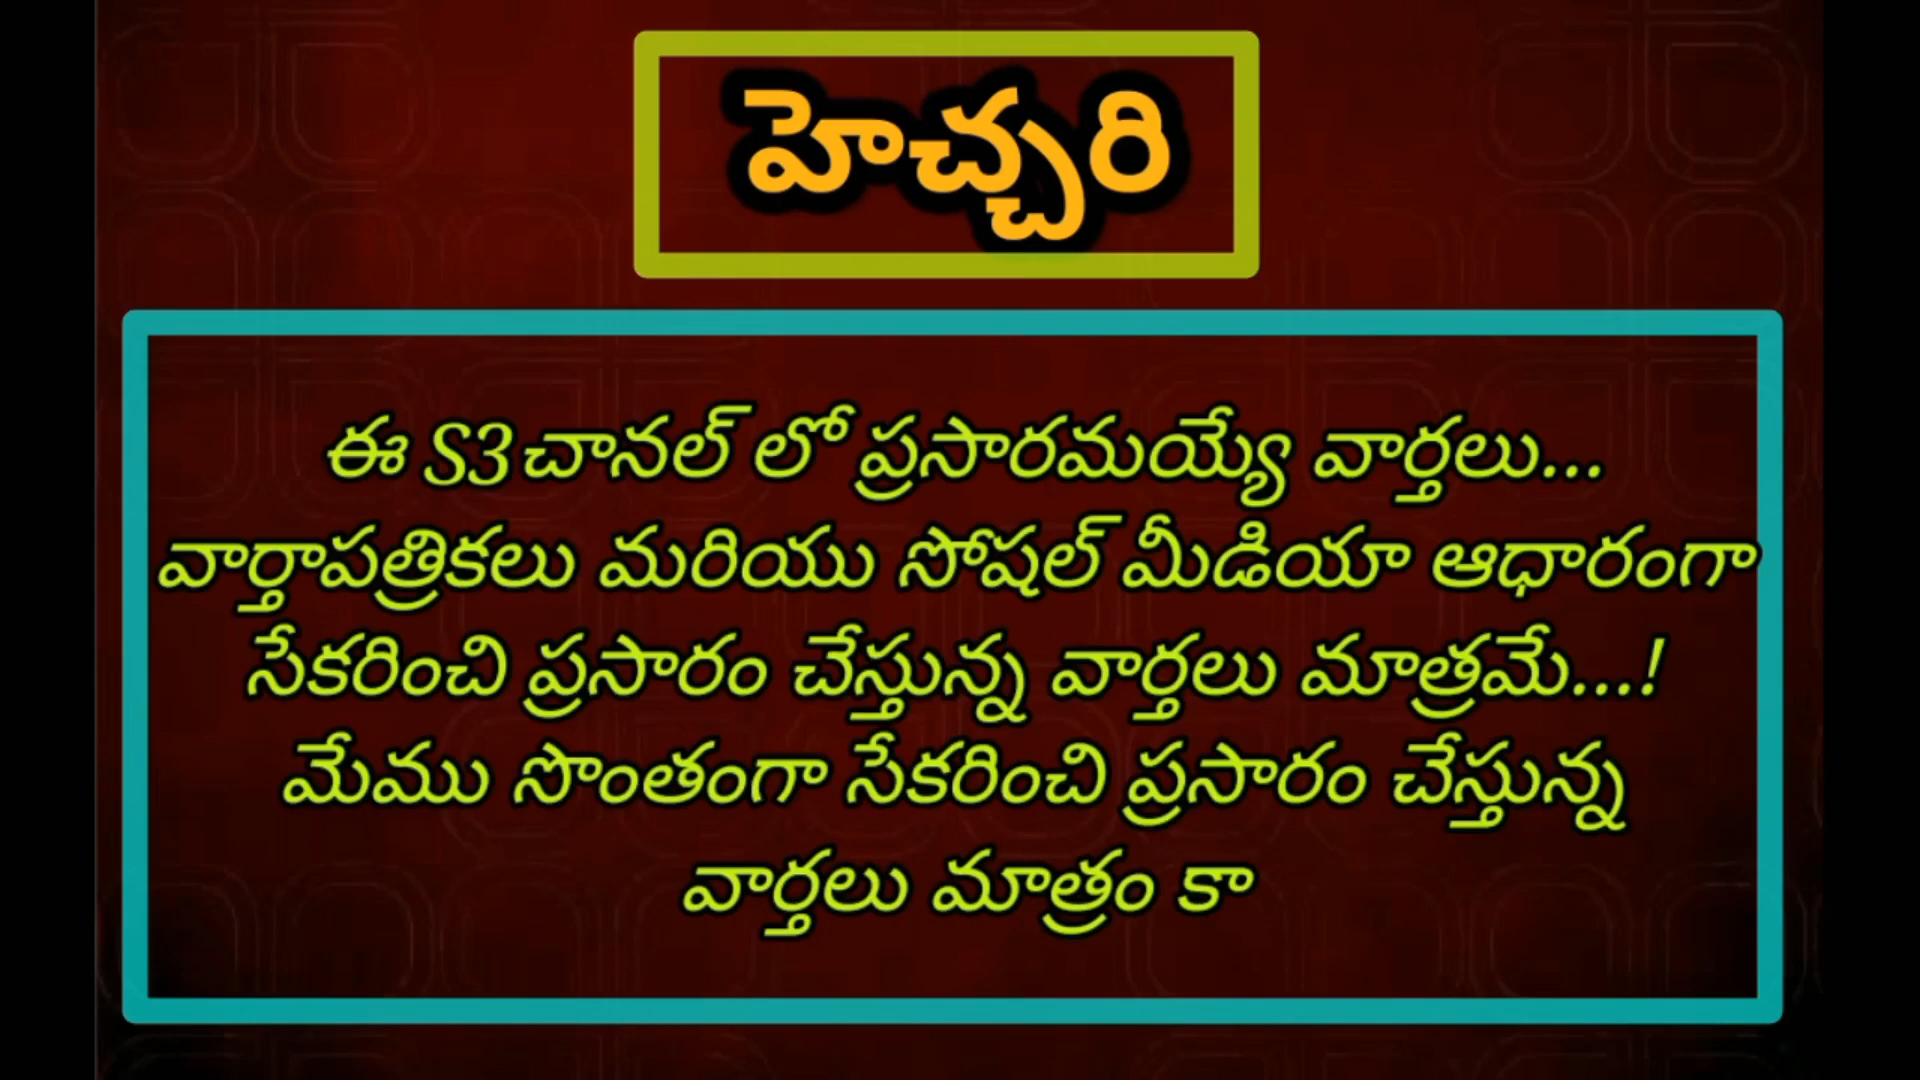 హెచ్చరి
ఈ S3 చానల్ లో ప్రసారమయ్యే వార్తలు...
వార్తాపత్రికలు మరియు సోషల్ మీడియా ఆధారంగా
సేకరించి ప్రసారం చేస్తున్న వార్తలు మాత్రమే...!
మేము సొంతంగా సేకరించి ప్రసారం చేస్తున్న
వార్తలు మాత్రం కా